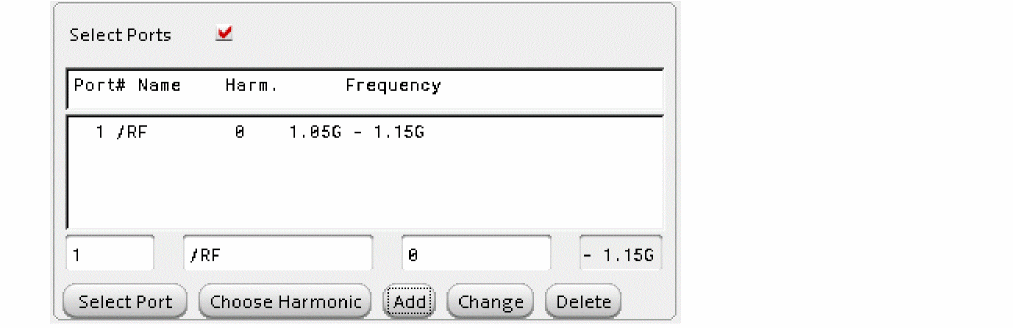 Select Ports
Port# Name Harm. Frequency
1 /RF 0 1.05G - 1.15G
1 /RF 0 - 1.15G
Select Port Choose Harmonic Add Change Delete